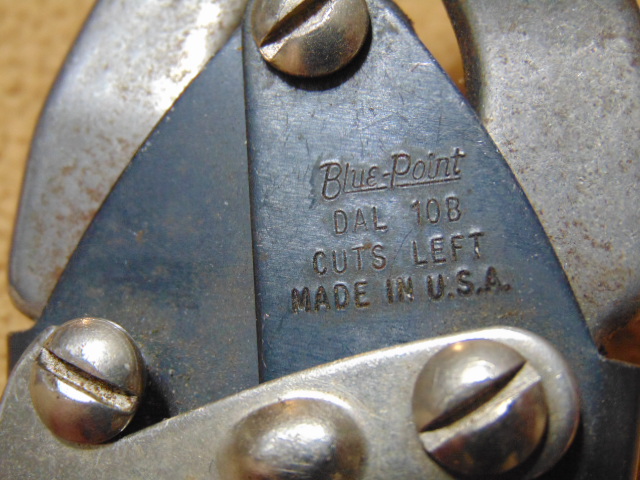 Blue-Point
DAL 10B
CUTS LEFT
MADE IN U.S.A.